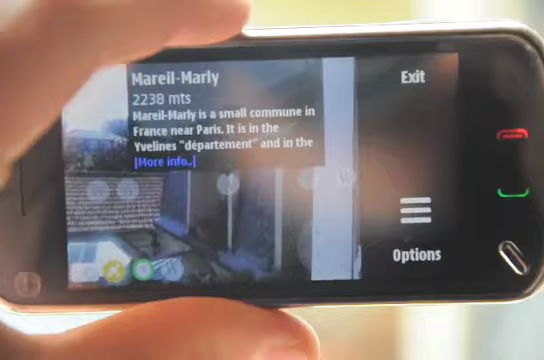 Mareil-Marly
2238 mts
Mareil-Marly is a small commune in
France near Paris. It is in the
Yvelines "département" and in the
[More info..]
Exit
Options